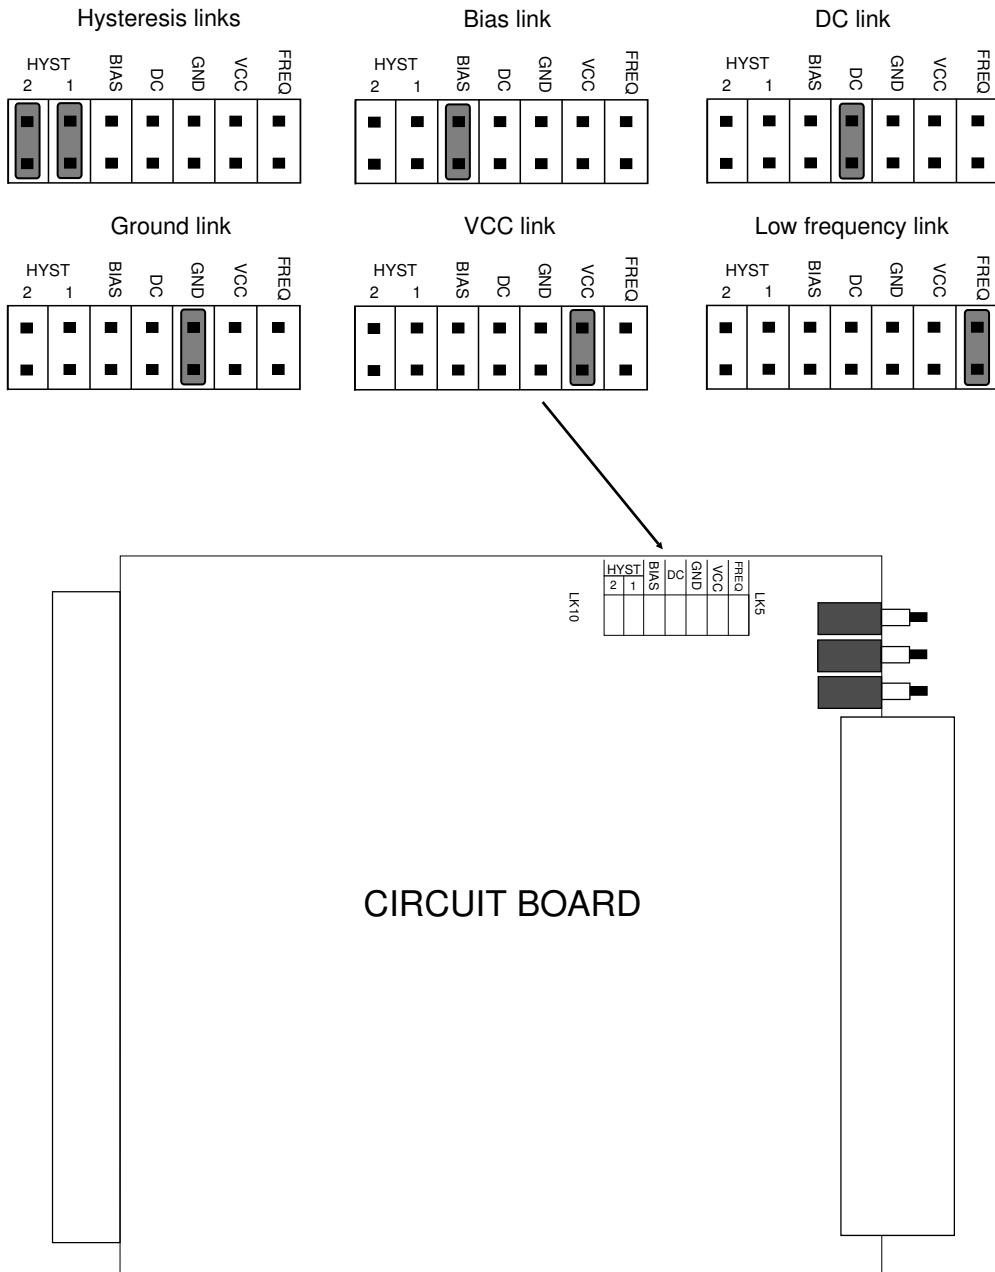 Hysteresis links
HYST BIAS DC GND VCC FREQ
2 1
Bias link
HYST BIAS DC GND VCC FREQ
2 1
DC link
HYST BIAS DC GND VCC FREQ
2 1
Ground link
HYST BIAS DC GND VCC FREQ
2 1
VCC link
HYST BIAS DC GND VCC FREQ
2 1
Low frequency link
HYST BIAS DC GND VCC FREQ
2 1
HYST BIAS DC GND VCC FREQ
2 1
LK10
LK5
CIRCUIT BOARD